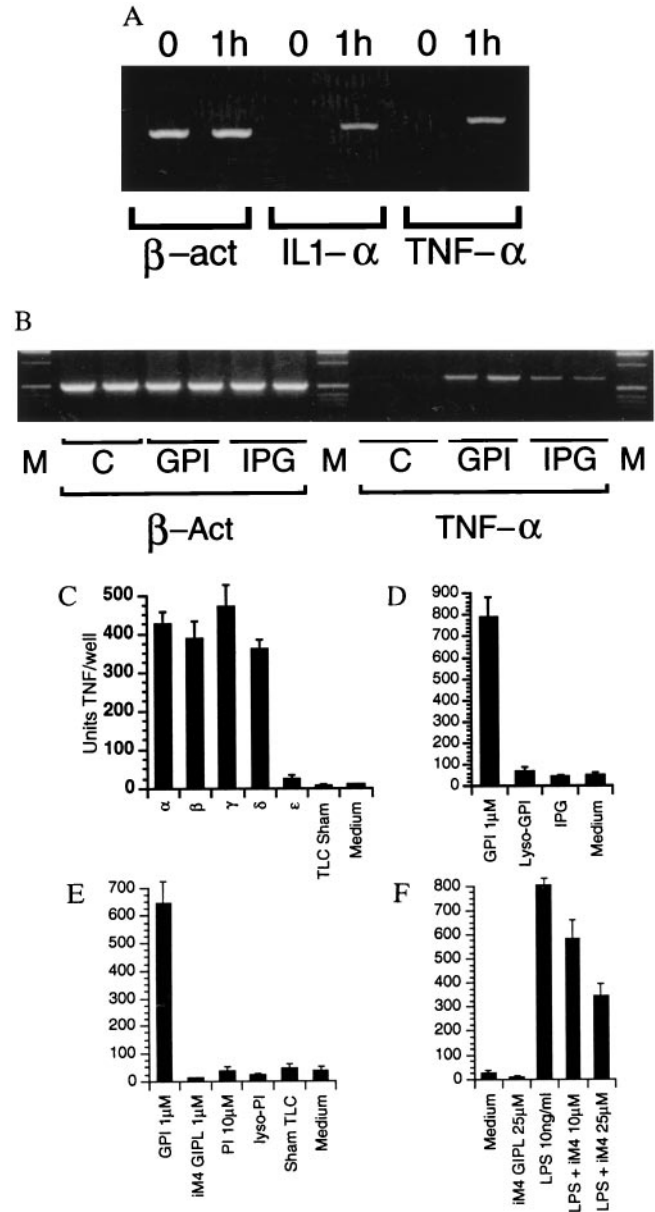 A
0 1h 0 1h 0 1h
β–act IL1–α TNF–α
B
M C GPI IPG M C GPI IPG M
β–Act TNF–α
C
Units TNF/well
500
400
300
200
100
0
α β γ δ ε TLC Sham Medium
D
900
800
700
600
500
400
300
200
100
0
GPI 1μM Lyso-GPI IPG Medium
E
700
600
500
400
300
200
100
0
GPI 1μM iM4 GIPL 1μM PI 10μM lyso-PI Sham TLC Medium
F
800
700
600
500
400
300
200
100
0
Medium iM4 GIPL 25μM LPS 10ng/ml LPS + iM4 10μM LPS + iM4 25μM